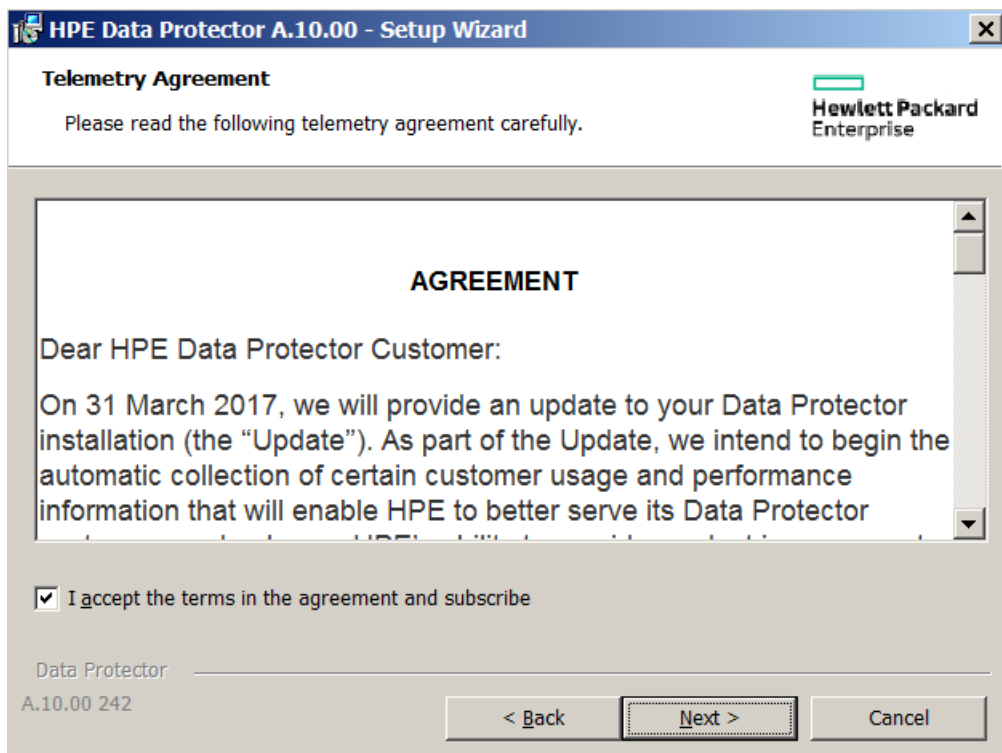 HPE Data Protector A.10.00 - Setup Wizard
Telemetry Agreement
Please read the following telemetry agreement carefully.
Hewlett Packard
Enterprise
AGREEMENT
Dear HPE Data Protector Customer:
On 31 March 2017, we will provide an update to your Data Protector
installation (the “Update”). As part of the Update, we intend to begin the
automatic collection of certain customer usage and performance
information that will enable HPE to better serve its Data Protector
I accept the terms in the agreement and subscribe
Data Protector
A.10.00 242
< Back
Next >
Cancel